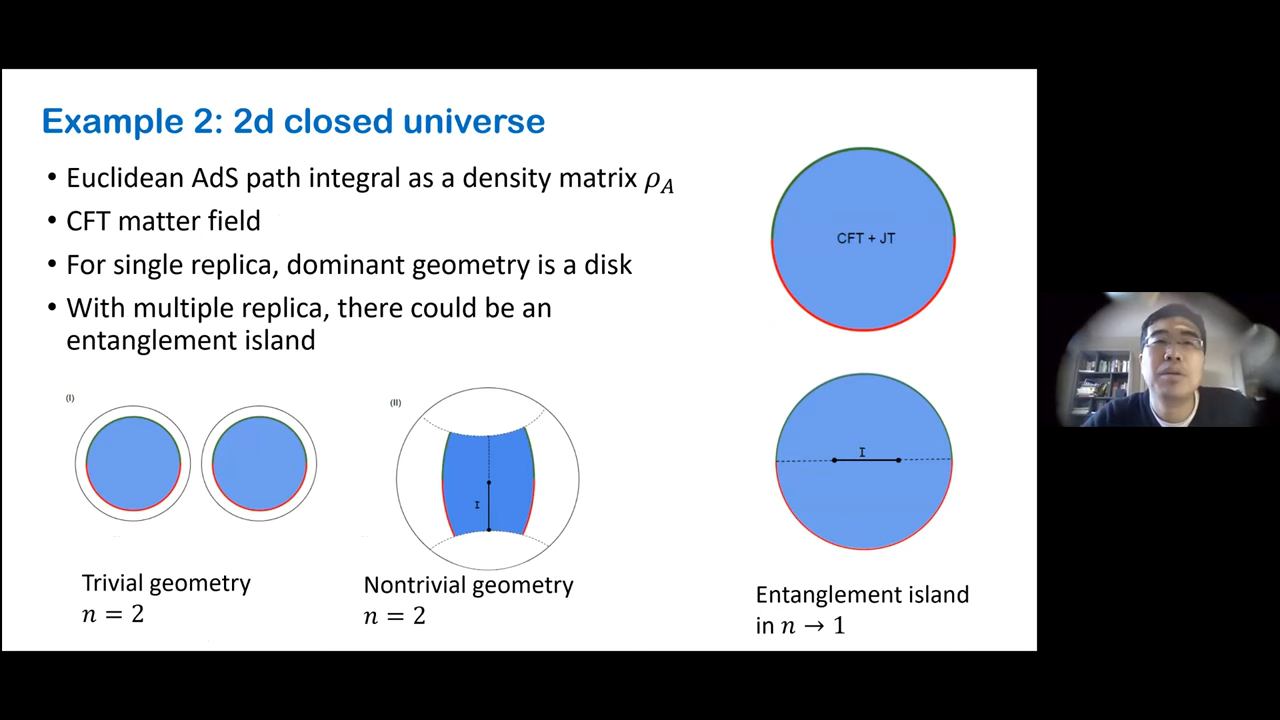 Example 2: 2d closed universe
• Euclidean AdS path integral as a density matrix ρ_A
• CFT matter field
• For single replica, dominant geometry is a disk
• With multiple replica, there could be an
entanglement island
CFT + JT
(I)
(II)
I
I
Trivial geometry
n = 2
Nontrivial geometry
n = 2
Entanglement island
in n → 1